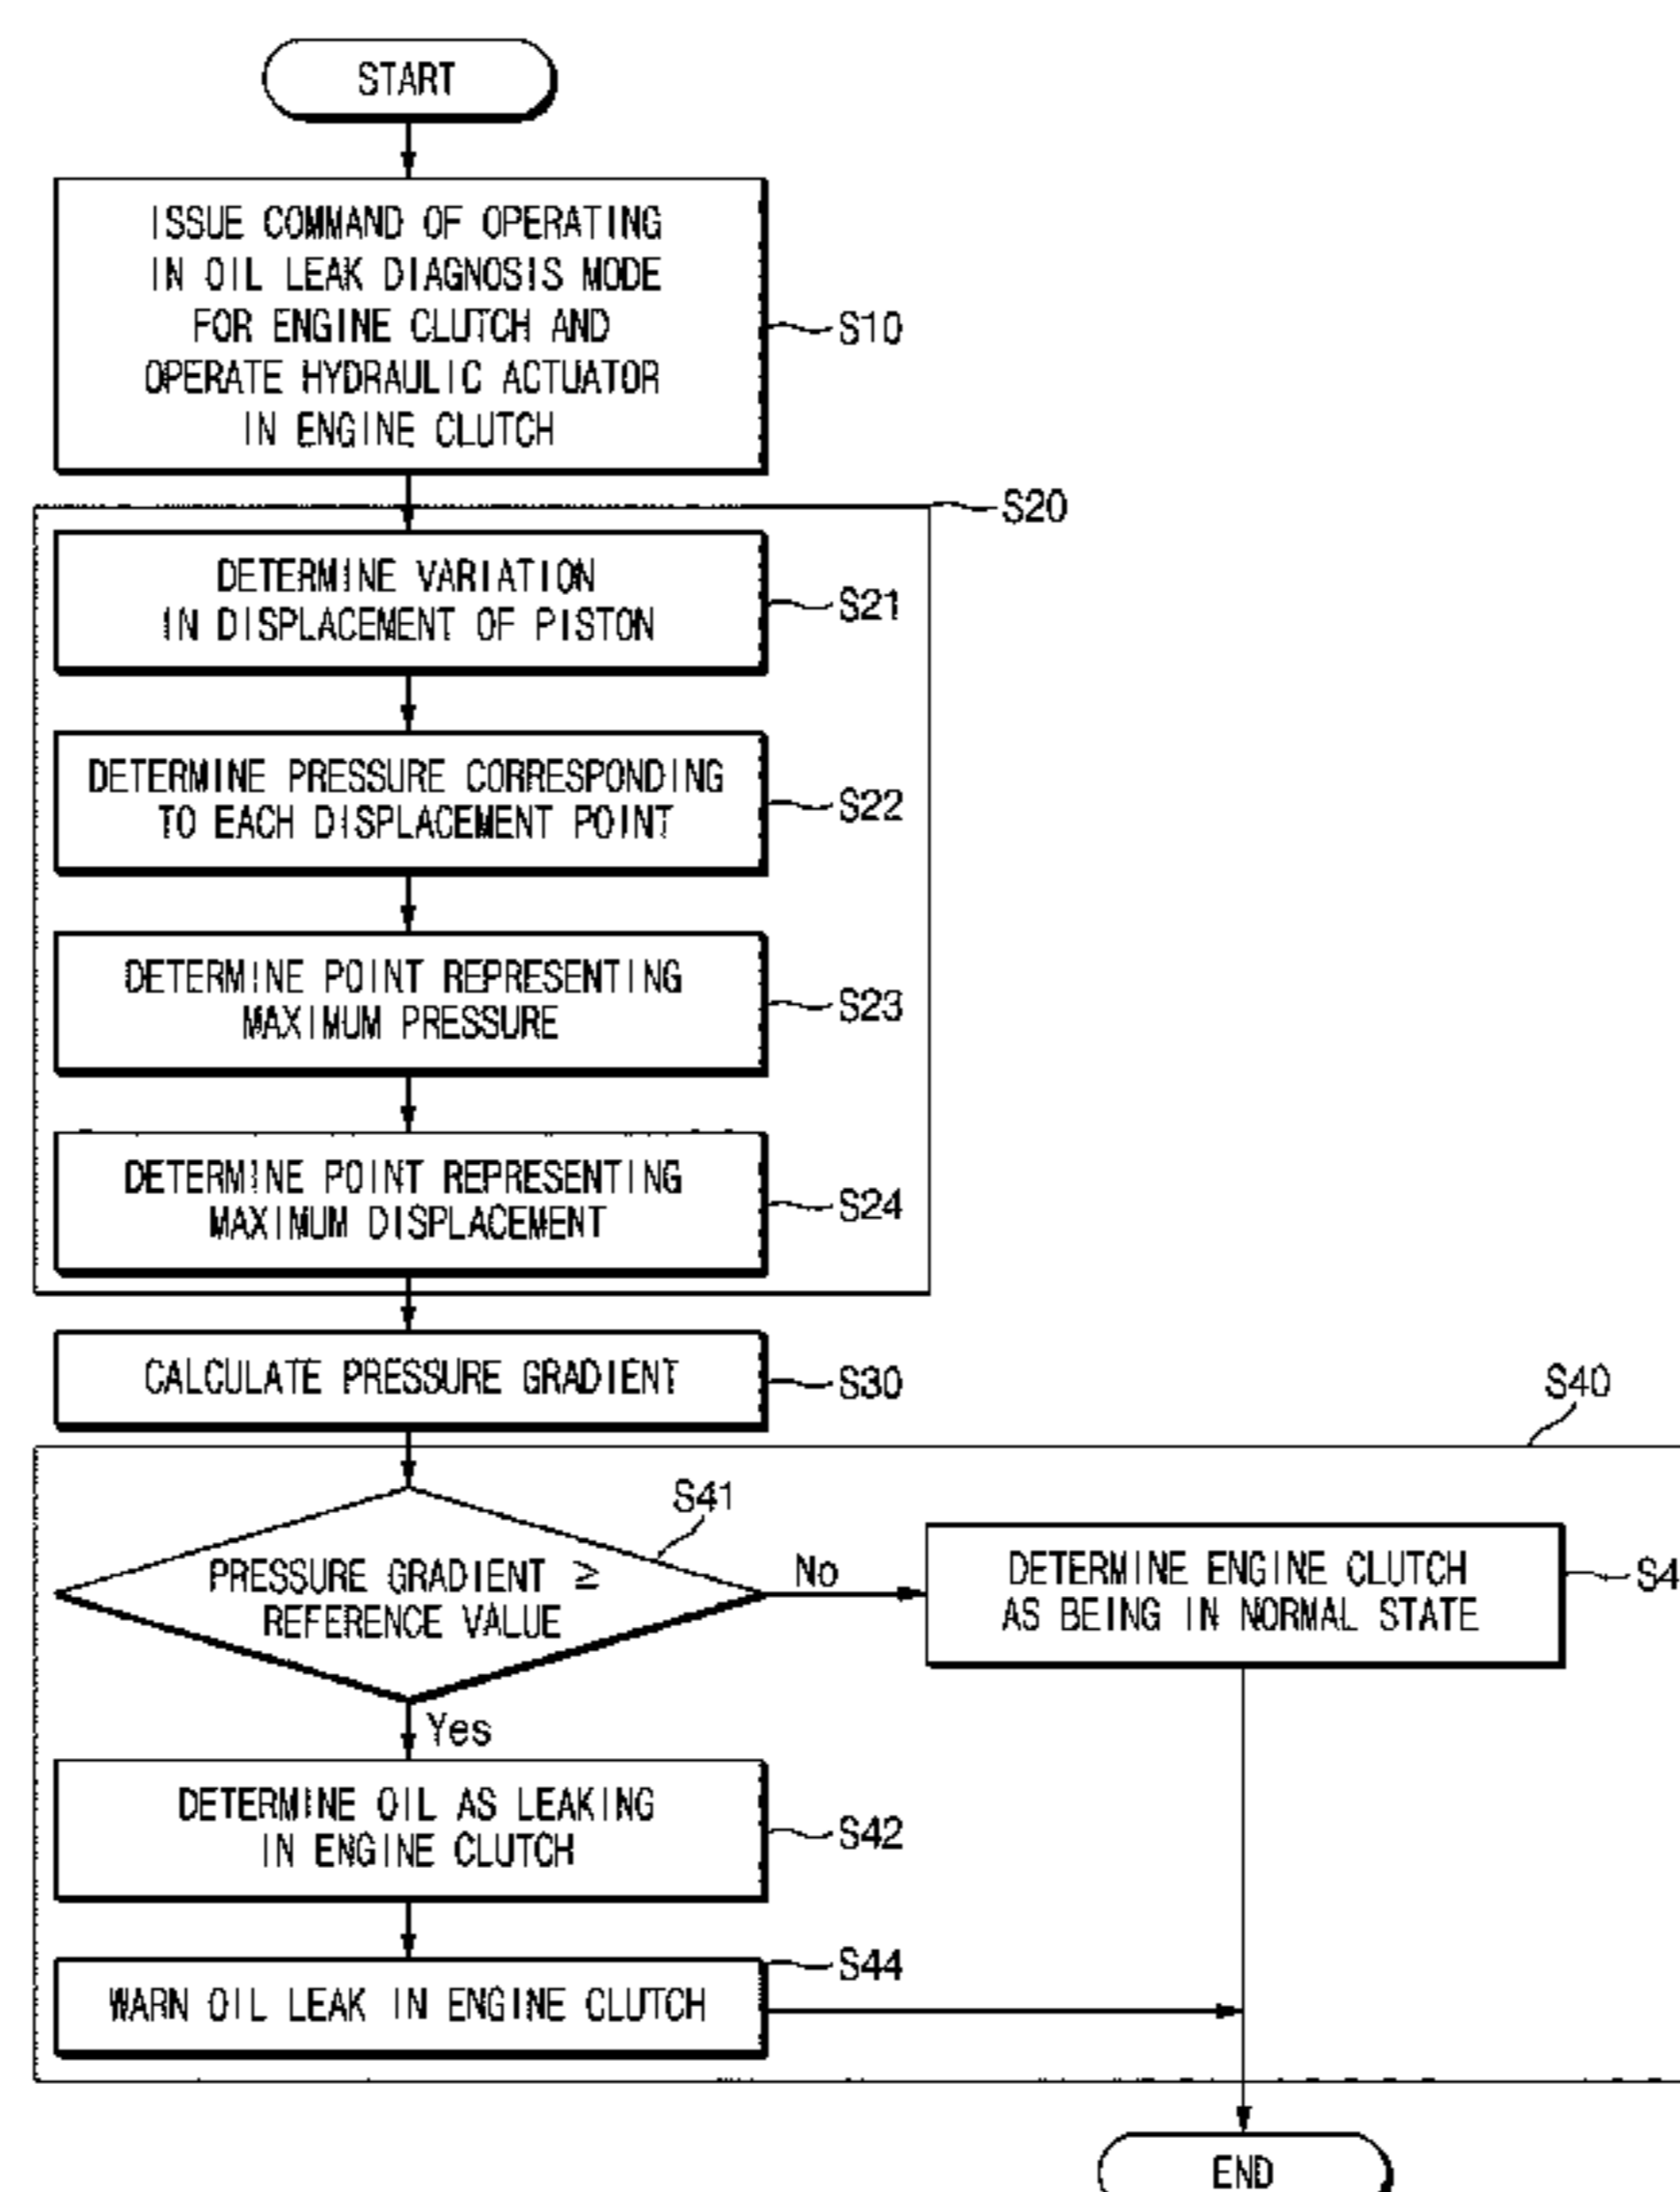 START
ISSUE COMMAND OF OPERATING
IN OIL LEAK DIAGNOSIS MODE
FOR ENGINE CLUTCH AND
OPERATE HYDRAULIC ACTUATOR
IN ENGINE CLUTCH
S10
S20
DETERMINE VARIATION
IN DISPLACEMENT OF PISTON
S21
DETERMINE PRESSURE CORRESPONDING
TO EACH DISPLACEMENT POINT
S22
DETERMINE POINT REPRESENTING
MAXIMUM PRESSURE
S23
DETERMINE POINT REPRESENTING
MAXIMUM DISPLACEMENT
S24
CALCULATE PRESSURE GRADIENT
S30
S40
S41
PRESSURE GRADIENT ≥
REFERENCE VALUE
No
DETERMINE ENGINE CLUTCH
AS BEING IN NORMAL STATE
S4
Yes
DETERMINE OIL AS LEAKING
IN ENGINE CLUTCH
S42
WARN OIL LEAK IN ENGINE CLUTCH
S44
END